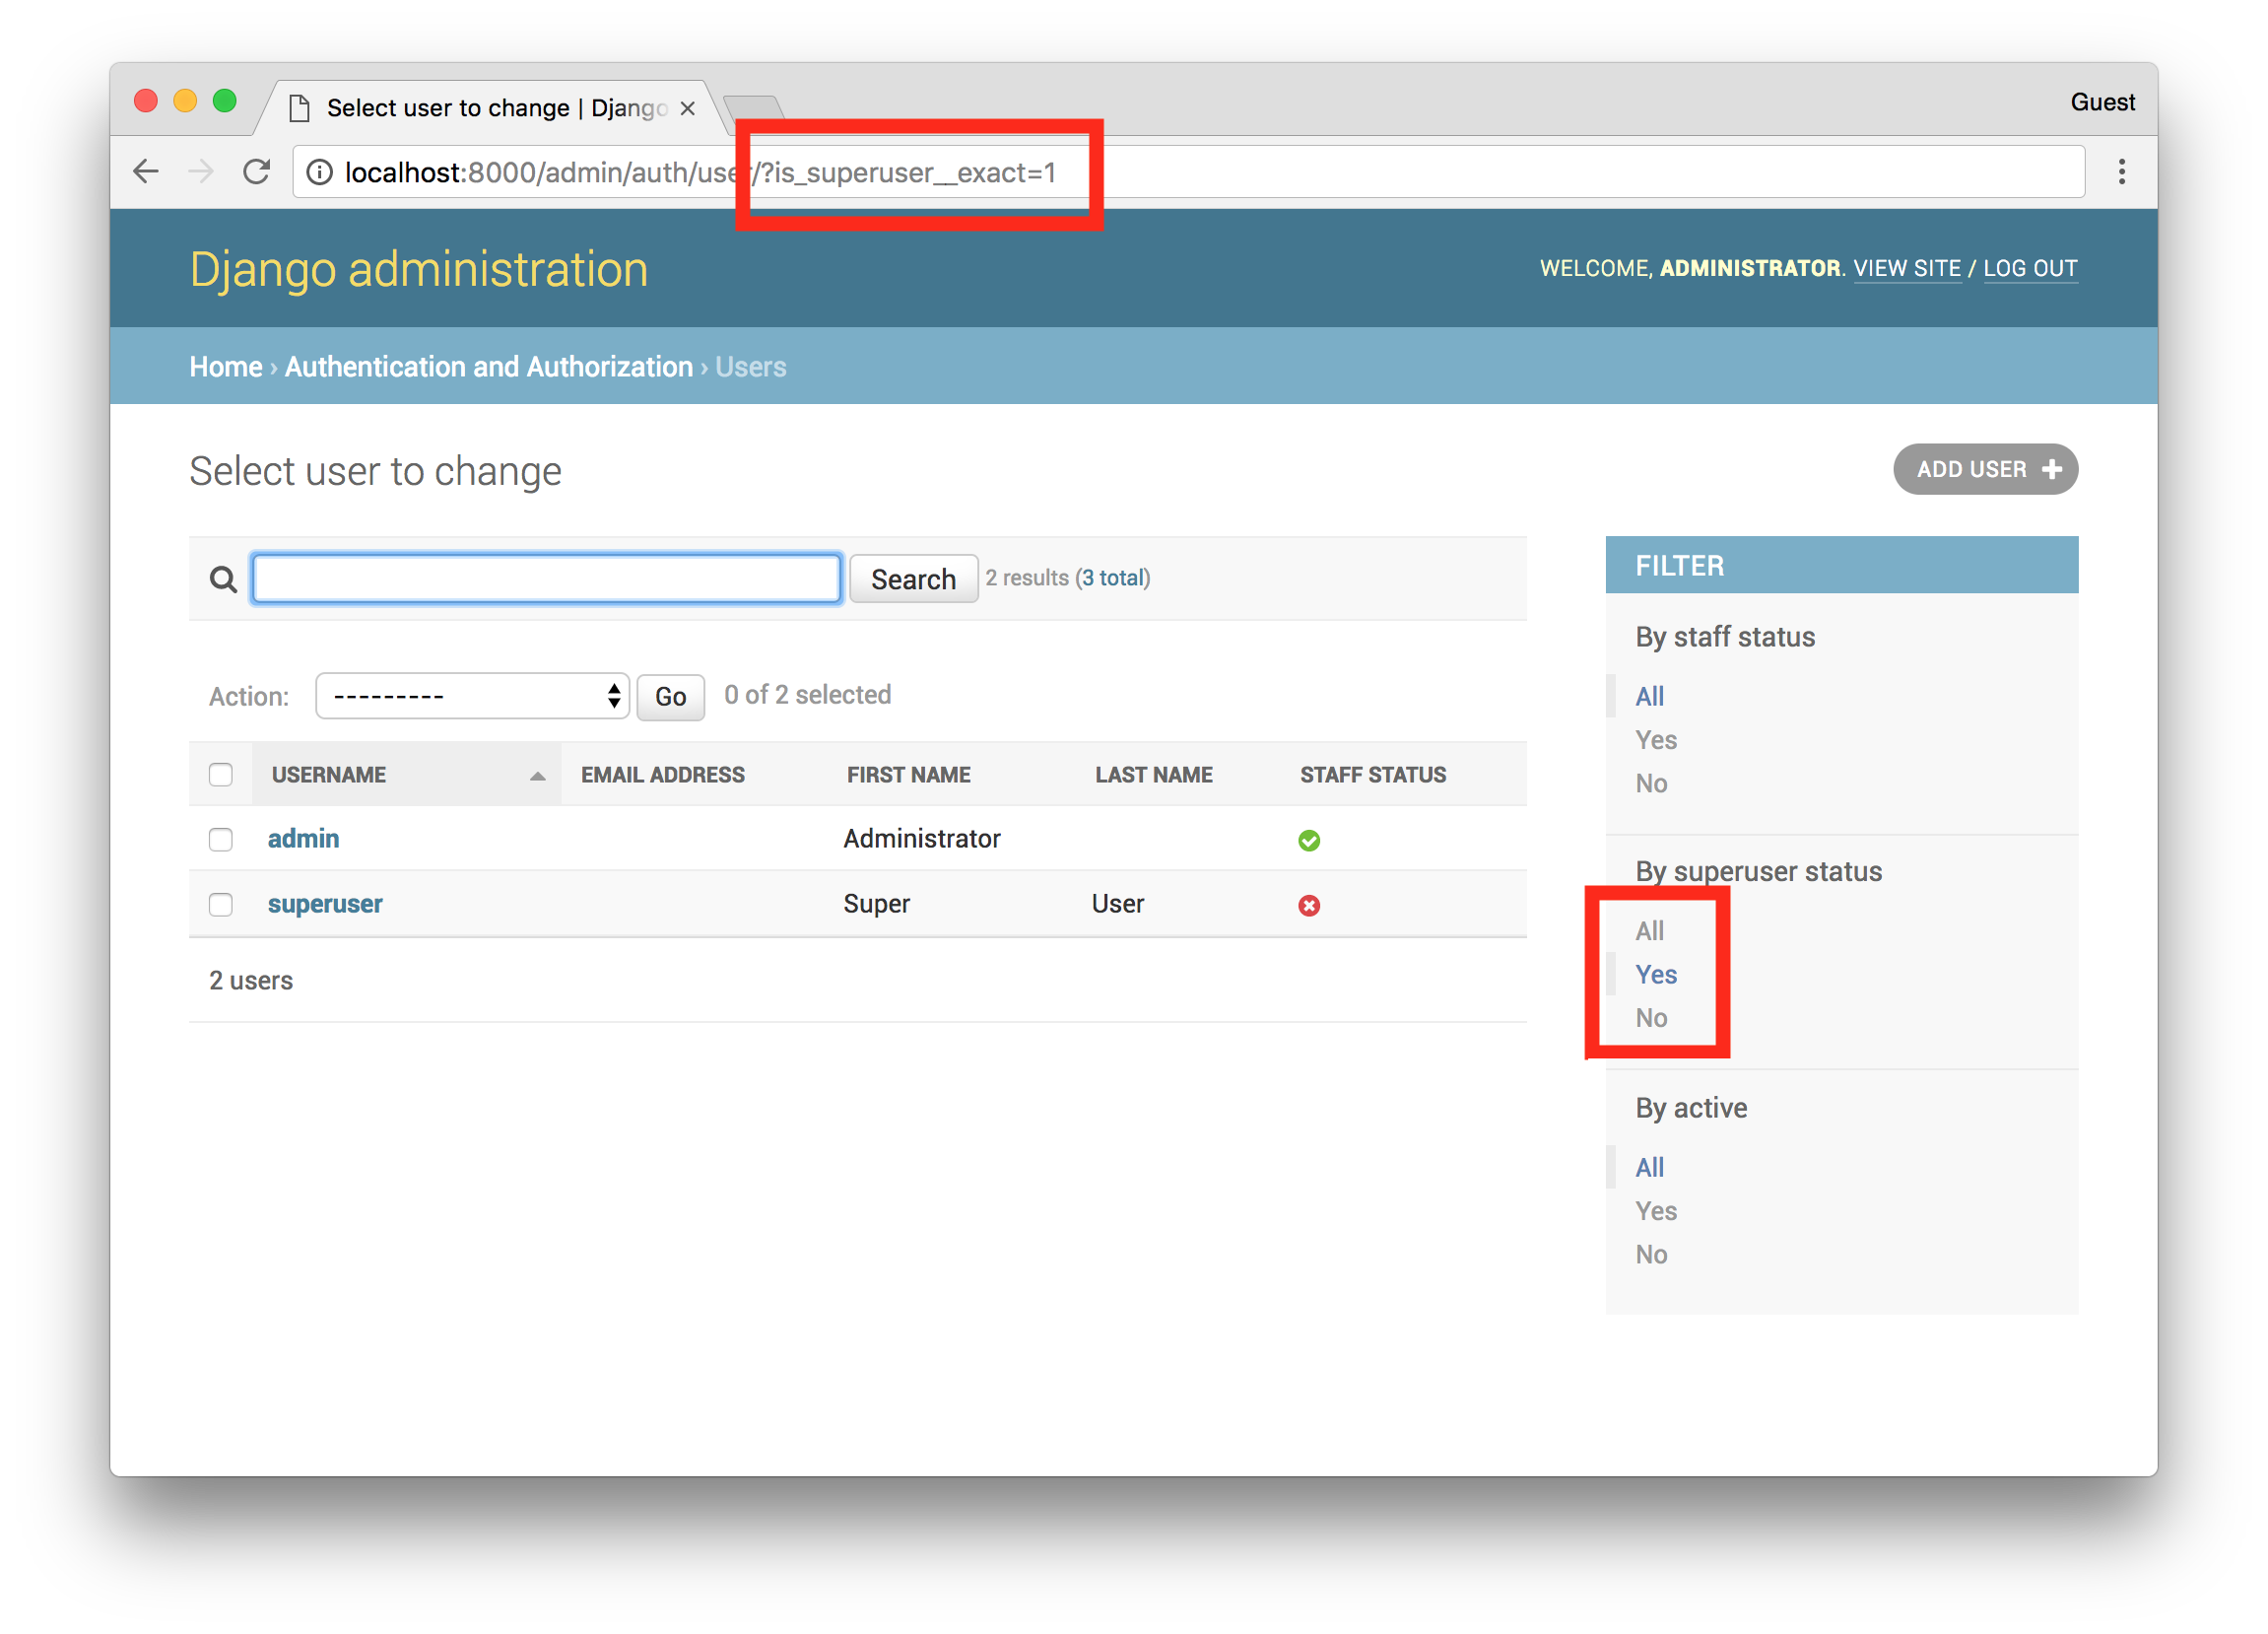 Select user to change | Django
Guest
localhost:8000/admin/auth/user/?is_superuser__exact=1
Django administration
WELCOME, ADMINISTRATOR. VIEW SITE / LOG OUT
Home › Authentication and Authorization › Users
Select user to change
ADD USER +
Search
2 results (3 total)
Action:
---------
Go
0 of 2 selected
USERNAME EMAIL ADDRESS FIRST NAME LAST NAME STAFF STATUS
admin Administrator
superuser Super User
2 users
FILTER
By staff status
All
Yes
No
By superuser status
All
Yes
No
By active
All
Yes
No